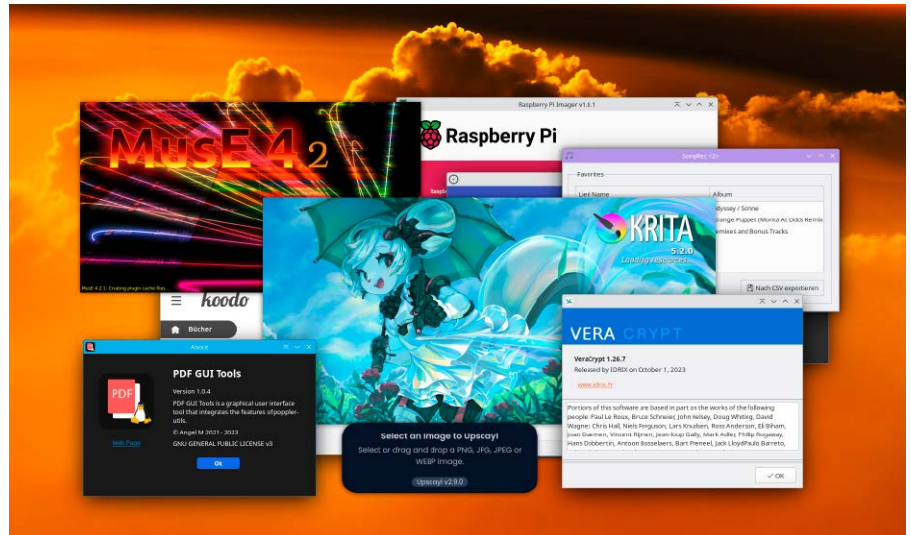 MusE 4 2
MusE 4.2.1: Creating plugin cache files...
Raspberry Pi Imager v1.8.1
Raspberry Pi
SongRec <2>
Favorites
Lied Name
Album
Odyssey / Sonne
Strange Puppet (Monta At Odds Remix
Remixes and Bonus Tracks
Nach CSV exportieren
KRITA
5.2.0
Loading resources...
koodo
Bücher
About
PDF
PDF GUI Tools
Version 1.0.4
PDF GUI Tools is a graphical user interface
tool that integrates the features of poppler-
utils.
© Angel M 2021 - 2023
GNU GENERAL PUBLIC LICENSE v3
Web Page
Ok
Select an Image to Upscayl
Select or drag and drop a PNG, JPG, JPEG or
WEBP image.
Upscayl v2.9.0
VERA CRYPT
VeraCrypt 1.26.7
Released by IDRIX on October 1, 2023
www.idrix.fr
Portions of this software are based in part on the works of the following
people: Paul Le Roux, Bruce Schneier, John Kelsey, Doug Whiting, David
Wagner, Chris Hall, Niels Ferguson, Lars Knudsen, Ross Anderson, Eli Biham,
Joan Daemen, Vincent Rijmen, Jean-loup Gailly, Mark Adler, Phillip Rogaway,
Hans Dobbertin, Antoon Bosselaers, Bart Preneel, Jack Lloyd Paulo Barreto,
OK